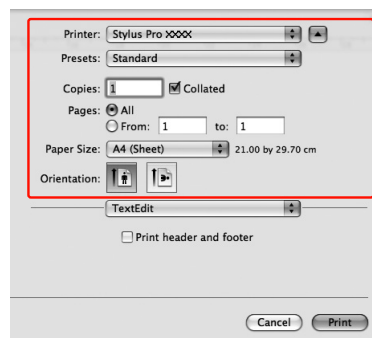 Printer: Stylus Pro XXXX
Presets: Standard
Copies: 1 Collated
Pages: All
From: 1 to: 1
Paper Size: A4 (Sheet) 21.00 by 29.70 cm
Orientation:
TextEdit
Print header and footer
Cancel Print